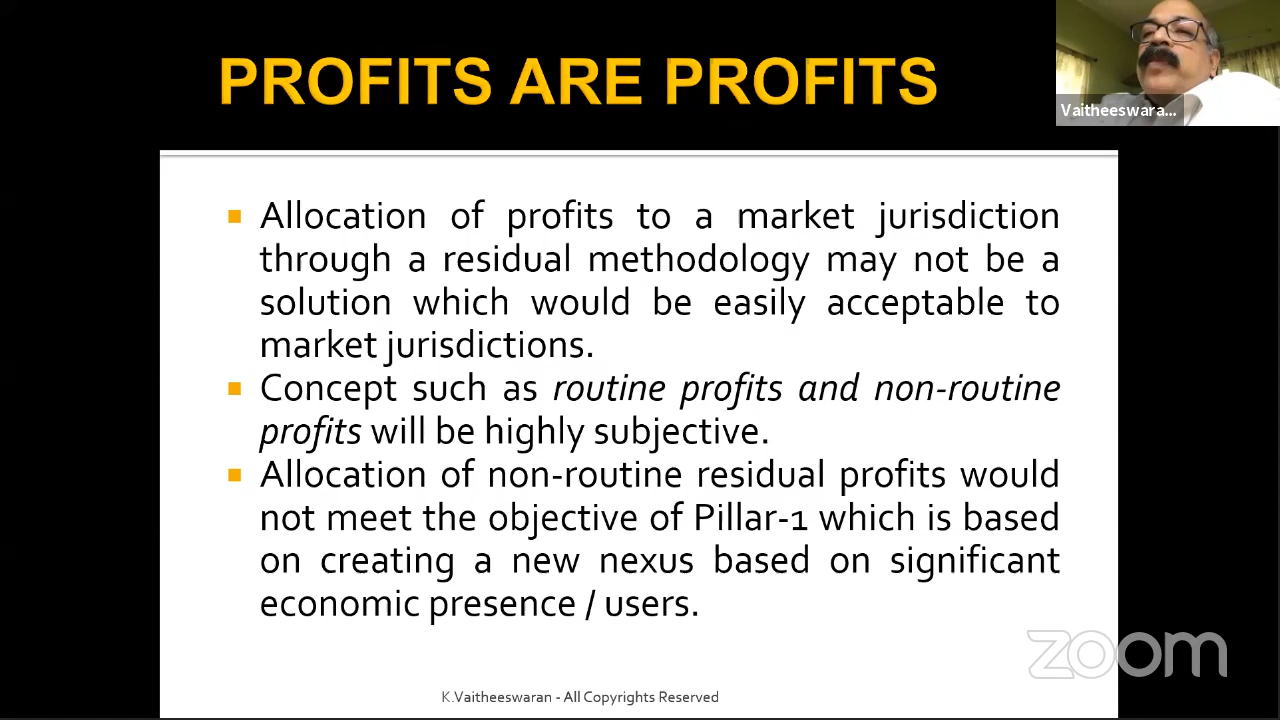 PROFITS ARE PROFITS
Vaitheeswara...
Allocation of profits to a market jurisdiction
through a residual methodology may not be a
solution which would be easily acceptable to
market jurisdictions.
Concept such as routine profits and non-routine
profits will be highly subjective.
Allocation of non-routine residual profits would
not meet the objective of Pillar-1 which is based
on creating a new nexus based on significant
economic presence / users.
zoom
K.Vaitheeswaran - All Copyrights Reserved